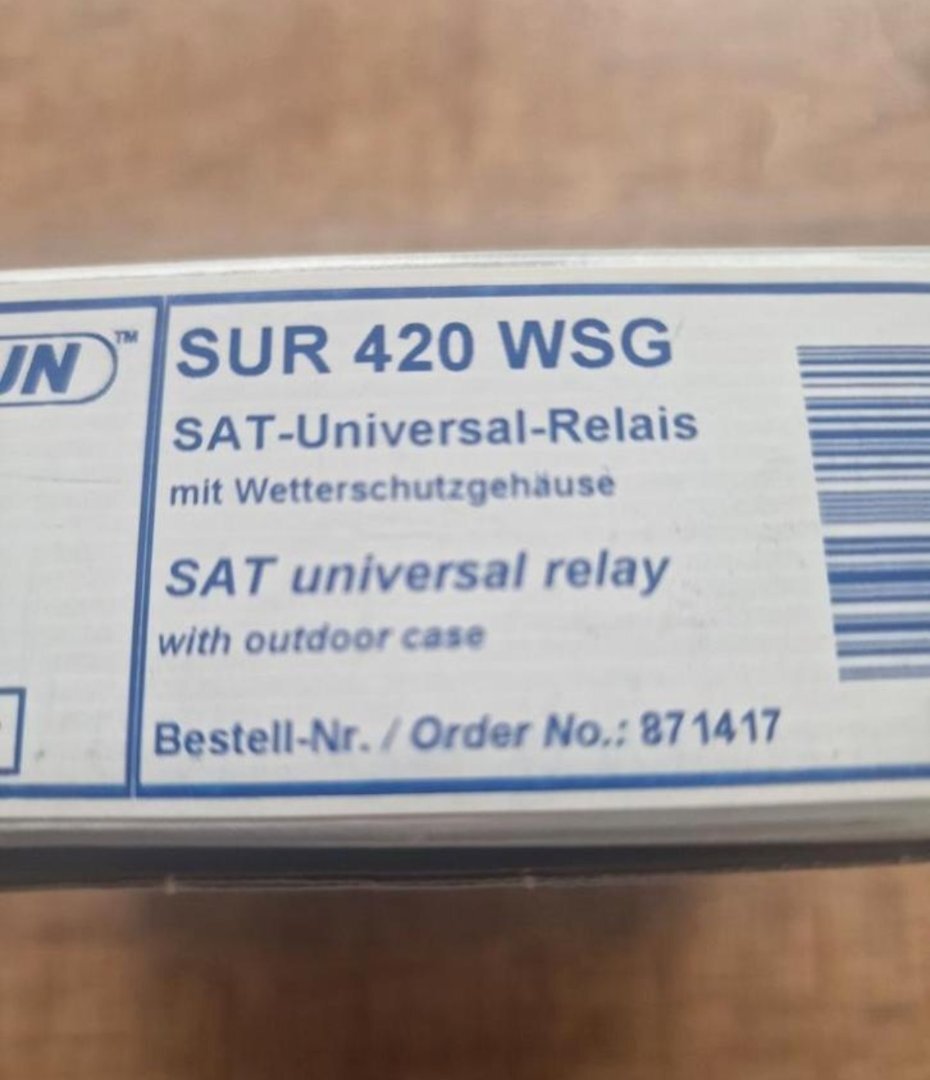 UN™
SUR 420 WSG
SAT-Universal-Relais
mit Wetterschutzgehäuse
SAT universal relay
with outdoor case
Bestell-Nr. / Order No.: 871417